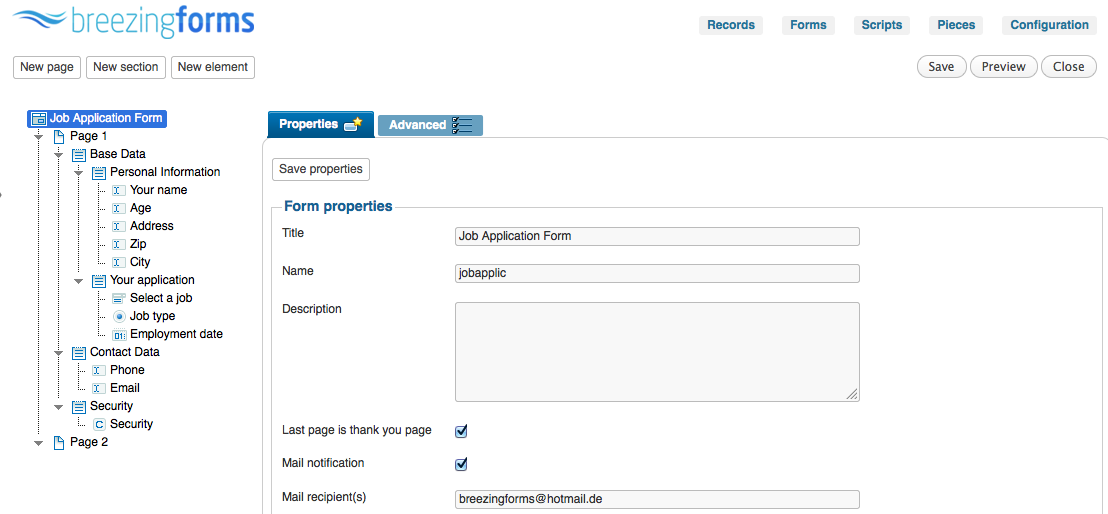 breezingforms
Records Forms Scripts Pieces Configuration
New page New section New element Save Preview Close
Job Application Form
Page 1
Base Data
Personal Information
Your name
Age
Address
Zip
City
Your application
Select a job
Job type
Employment date
Contact Data
Phone
Email
Security
C Security
Page 2
Properties Advanced
Save properties
Form properties
Title Job Application Form
Name jobapplic
Description
Last page is thank you page
Mail notification
Mail recipient(s) breezingforms@hotmail.de